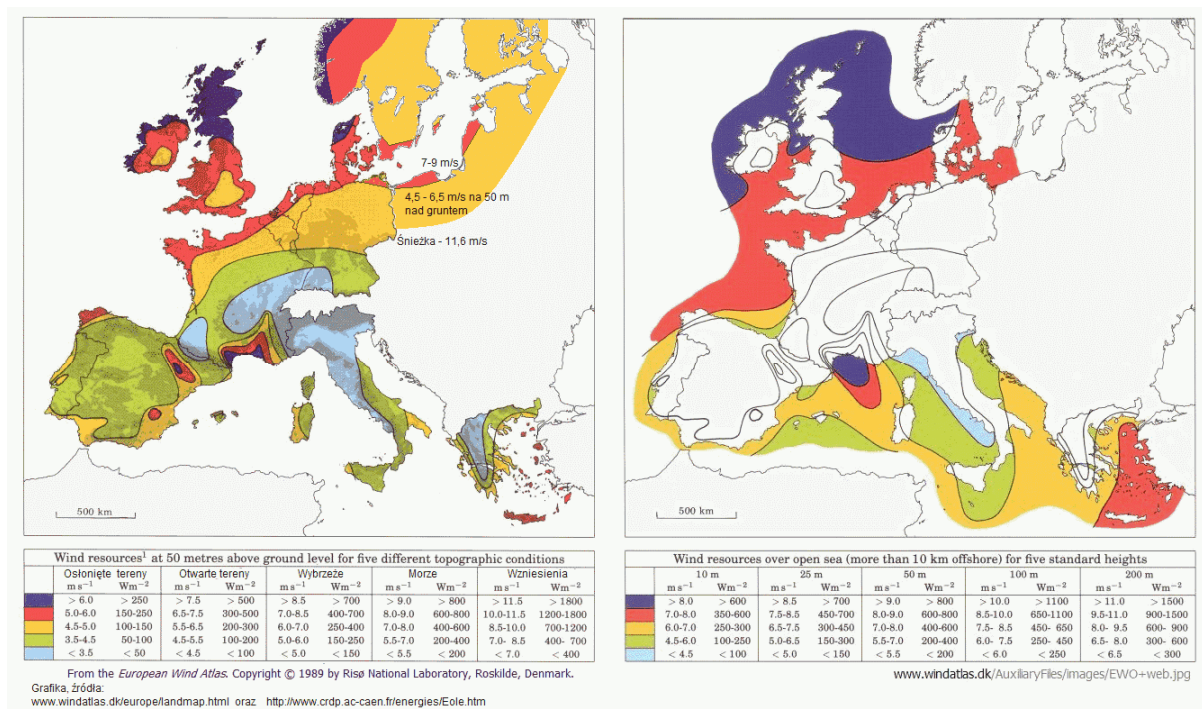 7-9 m/s
4,5 - 6,5 m/s na 50 m
nad gruntem
Śnieżka - 11,6 m/s
500 km
Wind resources¹ at 50 metres above ground level for five different topographic conditions
Osłonięte tereny Otwarte tereny Wybrzeże Morze Wzniesienia
m s⁻¹ Wm⁻² m s⁻¹ Wm⁻² m s⁻¹ Wm⁻² m s⁻¹ Wm⁻² m s⁻¹ Wm⁻²
> 6.0 > 250 > 7.5 > 500 > 8.5 > 700 > 9.0 > 800 > 11.5 > 1800
5.0-6.0 150-250 6.5-7.5 300-500 7.0-8.5 400-700 8.0-9.0 600-800 10.0-11.5 1200-1800
4.5-5.0 100-150 5.5-6.5 200-300 6.0-7.0 250-400 7.0-8.0 400-600 8.5-10.0 700-1200
3.5-4.5 50-100 4.5-5.5 100-200 5.0-6.0 150-250 5.5-7.0 200-400 7.0- 8.5 400- 700
< 3.5 < 50 < 4.5 < 100 < 5.0 < 150 < 5.5 < 200 < 7.0 < 400
From the European Wind Atlas. Copyright © 1989 by Risø National Laboratory, Roskilde, Denmark.
Grafika, źródła:
www.windatlas.dk/europe/landmap.html oraz http://www.crdp.ac-caen.fr/energies/Eole.htm
500 km
Wind resources over open sea (more than 10 km offshore) for five standard heights
10 m 25 m 50 m 100 m 200 m
m s⁻¹ Wm⁻² m s⁻¹ Wm⁻² m s⁻¹ Wm⁻² m s⁻¹ Wm⁻² m s⁻¹ Wm⁻²
> 8.0 > 600 > 8.5 > 700 > 9.0 > 800 > 10.0 > 1100 > 11.0 > 1500
7.0-8.0 350-600 7.5-8.5 450-700 8.0-9.0 600-800 8.5-10.0 650-1100 9.5-11.0 900-1500
6.0-7.0 250-300 6.5-7.5 300-450 7.0-8.0 400-600 7.5- 8.5 450- 650 8.0- 9.5 600- 900
4.5-6.0 100-250 5.0-6.5 150-300 5.5-7.0 200-400 6.0- 7.5 250- 450 6.5- 8.0 300- 600
< 4.5 < 100 < 5.0 < 150 < 5.5 < 200 < 6.0 < 250 < 6.5 < 300
www.windatlas.dk/AuxiliaryFiles/images/EWO+web.jpg